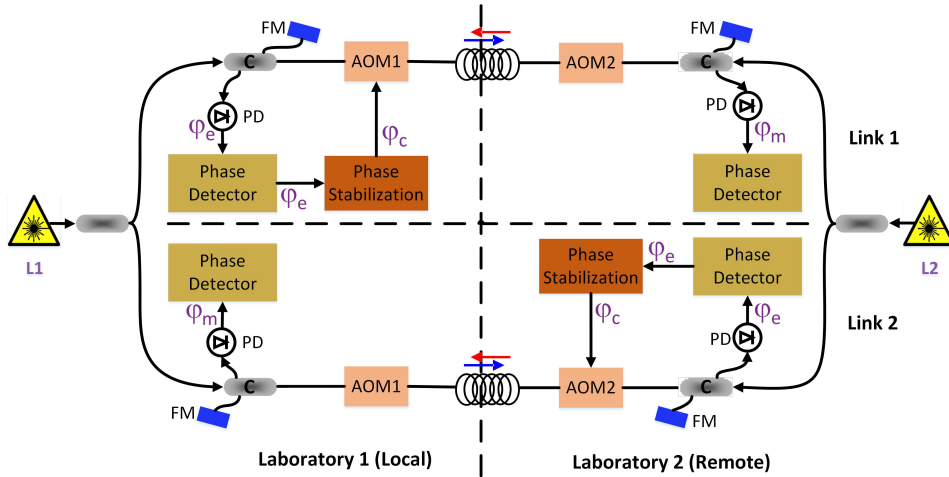 FM
FM
C
AOM1
AOM2
C
PD
PD
φe
φm
φc
Link 1
Phase
Detector
φe
Phase
Stabilization
Phase
Detector
L1
L2
Phase
Detector
Phase
Stabilization
φe
Phase
Detector
φm
φc
φe
Link 2
PD
PD
C
AOM1
AOM2
C
FM
FM
Laboratory 1 (Local)
Laboratory 2 (Remote)